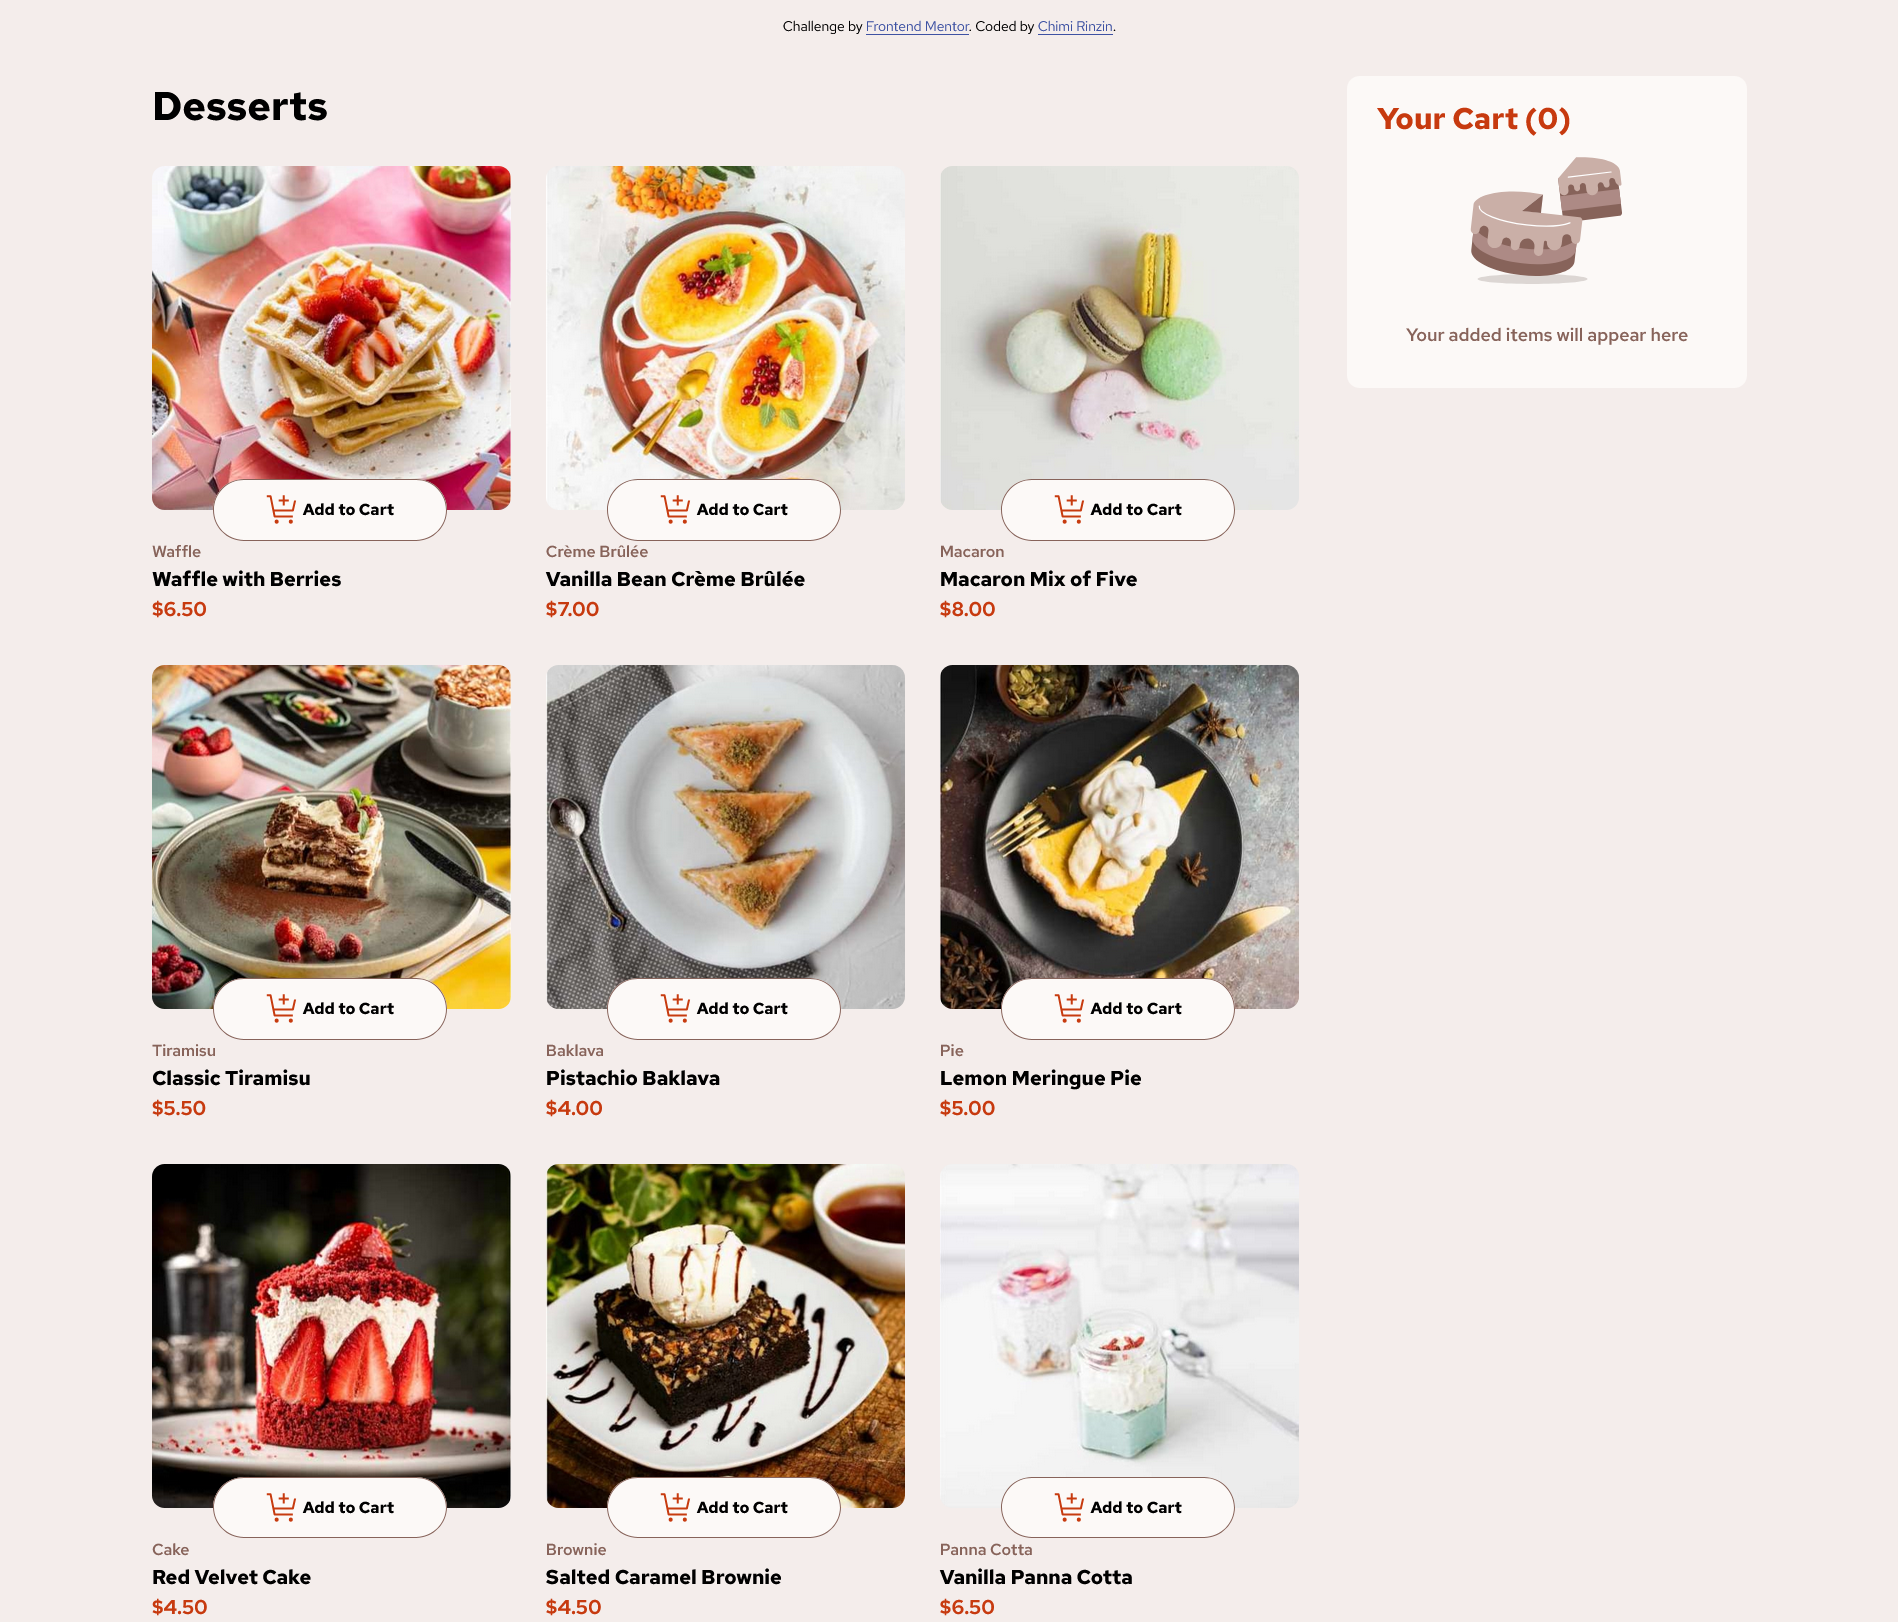 Challenge by Frontend Mentor. Coded by Chimi Rinzin.
Desserts
Your Cart (0)
Your added items will appear here
Add to Cart
Add to Cart
Add to Cart
Waffle
Waffle with Berries
$6.50
Crème Brûlée
Vanilla Bean Crème Brûlée
$7.00
Macaron
Macaron Mix of Five
$8.00
Add to Cart
Add to Cart
Add to Cart
Tiramisu
Classic Tiramisu
$5.50
Baklava
Pistachio Baklava
$4.00
Pie
Lemon Meringue Pie
$5.00
Add to Cart
Add to Cart
Add to Cart
Cake
Red Velvet Cake
$4.50
Brownie
Salted Caramel Brownie
$4.50
Panna Cotta
Vanilla Panna Cotta
$6.50